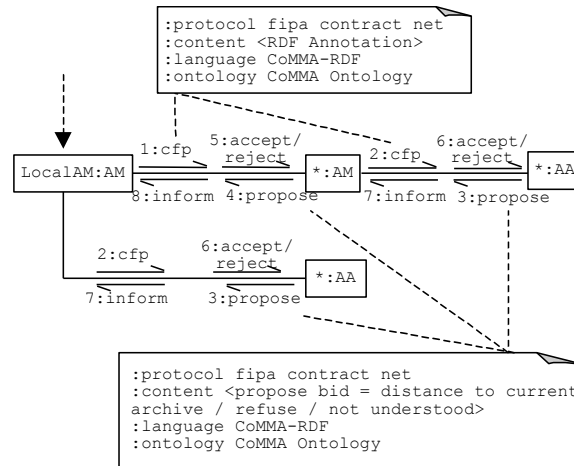 :protocol fipa contract net
:content <RDF Annotation>
:language CoMMA-RDF
:ontology CoMMA Ontology
1:cfp
5:accept/
reject
2:cfp
6:accept/
reject
LocalAM:AM
*:AM
*:AA
8:inform
4:propose
7:inform
3:propose
2:cfp
6:accept/
reject
*:AA
7:inform
3:propose
:protocol fipa contract net
:content <propose bid = distance to current
archive / refuse / not understood>
:language CoMMA-RDF
:ontology CoMMA Ontology